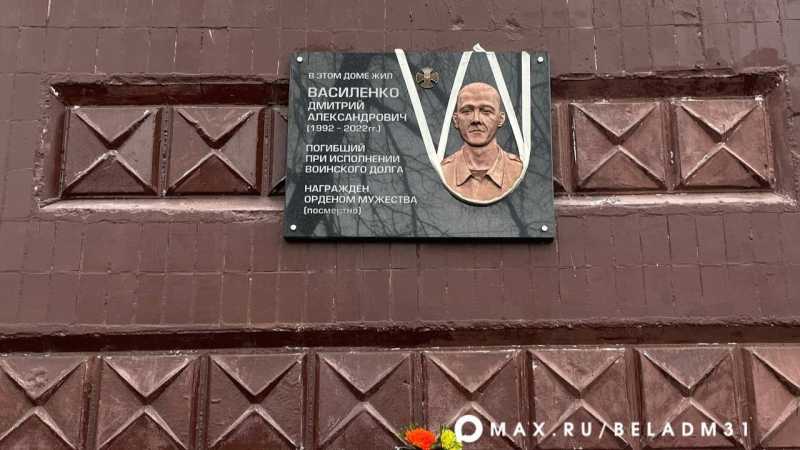 В ЭТОМ ДОМЕ ЖИЛ
ВАСИЛЕНКО
ДМИТРИЙ
АЛЕКСАНДРОВИЧ
(1992 - 2022гг.)
ПОГИБШИЙ
ПРИ ИСПОЛНЕНИИ
ВОИНСКОГО ДОЛГА
НАГРАЖДЕН
ОРДЕНОМ МУЖЕСТВА
(посмертно)
MAX.RU/BELADM31